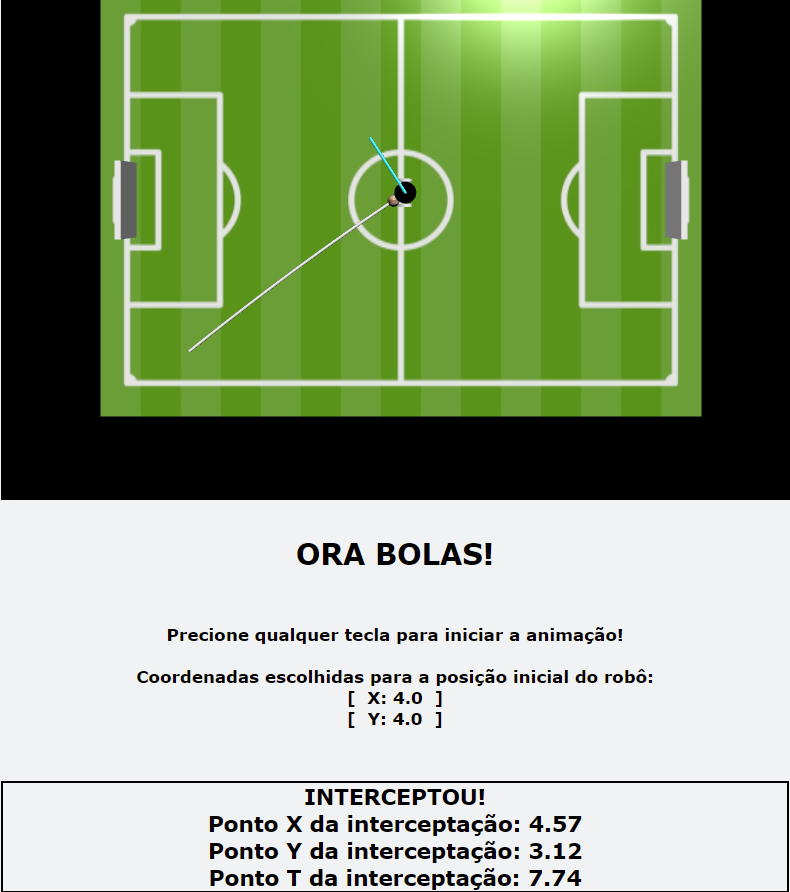 ORA BOLAS!
Precione qualquer tecla para iniciar a animação!
Coordenadas escolhidas para a posição inicial do robô:
[ X: 4.0 ]
[ Y: 4.0 ]
INTERCEPTOU!
Ponto X da interceptação: 4.57
Ponto Y da interceptação: 3.12
Ponto T da interceptação: 7.74